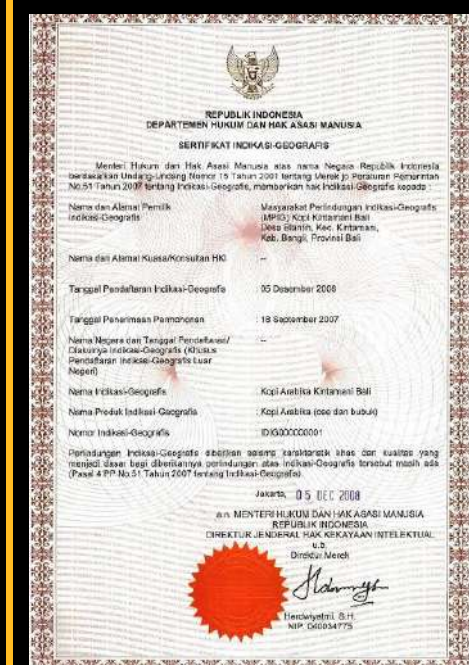 REPUBLIK INDONESIA
DEPARTEMEN HUKUM DAN HAK ASASI MANUSIA
SERTIFIKAT INDIKASI-GEOGRAFIS
Menteri Hukum dan Hak Asasi Manusia atas nama Negara Republik Indonesia
berdasarkan Undang-Undang Nomor 15 Tahun 2001 tentang Merek jo Peraturan Pemerintah
No.51 Tahun 2007 tentang Indikasi-Geografis, memberikan hak Indikasi-Geografis kepada :
Nama dan Alamat Pemilik Indikasi-Geografis : Masyarakat Perlindungan Indikasi-Geografis
(MPIG) Kopi Kintamani Bali
Desa Kec. Kintamani,
Kab. Bangli, Provinsi Bali
Nama dan Alamat Kuasa/Konsultan HKI : --
Tanggal Pendaftaran Indikasi-Geografis : 05 Desember 2008
Tanggal Penerimaan Permohonan : 18 September 2007
Nama Negara dan Tanggal Pendaftaran/ : --
Diakuinya Indikasi-Geografis (Khusus
Pendaftaran Indikasi-Geografis Luar
Negeri)
Nama Indikasi-Geografis : Kopi Arabika Kintamani Bali
Nama Produk Indikasi-Geografis : Kopi Arabika (ose dan bubuk)
Nomor Indikasi-Geografis : IDIG000000001
Perlindungan Indikasi-Geografis diberikan selama karakteristik khas dan kualitas yang
menjadi dasar bagi diberikannya perlindungan atas Indikasi-Geografis tersebut masih ada
(Pasal 4 PP No.51 Tahun 2007 tentang Indikasi-Geografis).
Jakarta, 05 DEC 2008
a.n. MENTERI HUKUM DAN HAK ASASI MANUSIA
REPUBLIK INDONESIA
DIREKTUR JENDERAL HAK KEKAYAAN INTELEKTUAL
u.b.
Direktur Merek
Herdwiyatmi, S.H.
NIP. 040034775